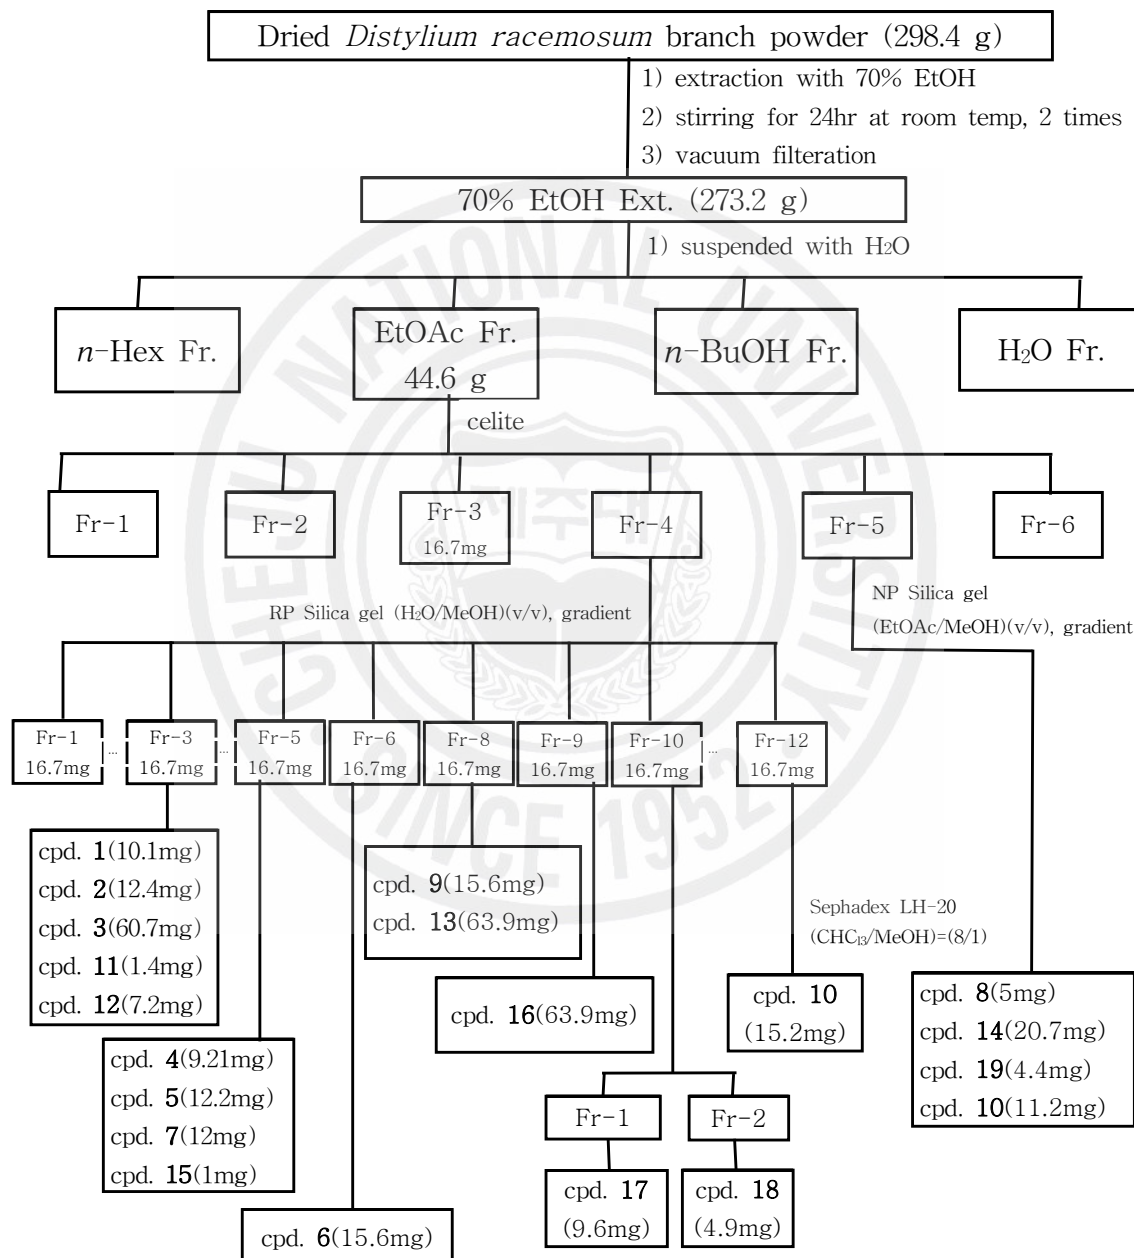 Dried Distylium racemosum branch powder (298.4 g)
1) extraction with 70% EtOH
2) stirring for 24hr at room temp, 2 times
3) vacuum filteration
70% EtOH Ext. (273.2 g)
1) suspended with H₂O
n-Hex Fr.
EtOAc Fr.
44.6 g
n-BuOH Fr.
H₂O Fr.
celite
Fr-1
Fr-2
Fr-3
16.7mg
Fr-4
Fr-5
Fr-6
RP Silica gel (H₂O/MeOH)(v/v), gradient
NP Silica gel
(EtOAc/MeOH)(v/v), gradient
Fr-1
16.7mg
...
Fr-3
16.7mg
...
Fr-5
16.7mg
Fr-6
16.7mg
Fr-8
16.7mg
Fr-9
16.7mg
Fr-10
16.7mg
...
Fr-12
16.7mg
cpd. 1(10.1mg)
cpd. 2(12.4mg)
cpd. 3(60.7mg)
cpd. 11(1.4mg)
cpd. 12(7.2mg)
cpd. 4(9.21mg)
cpd. 5(12.2mg)
cpd. 7(12mg)
cpd. 15(1mg)
cpd. 6(15.6mg)
cpd. 9(15.6mg)
cpd. 13(63.9mg)
cpd. 16(63.9mg)
Fr-1
Fr-2
cpd. 17
(9.6mg)
cpd. 18
(4.9mg)
Sephadex LH-20
(CHC₁₃/MeOH)=(8/1)
cpd. 10
(15.2mg)
cpd. 8(5mg)
cpd. 14(20.7mg)
cpd. 19(4.4mg)
cpd. 10(11.2mg)
CHEJU NATIONAL UNIVERSITY
SINCE 1952
제주대